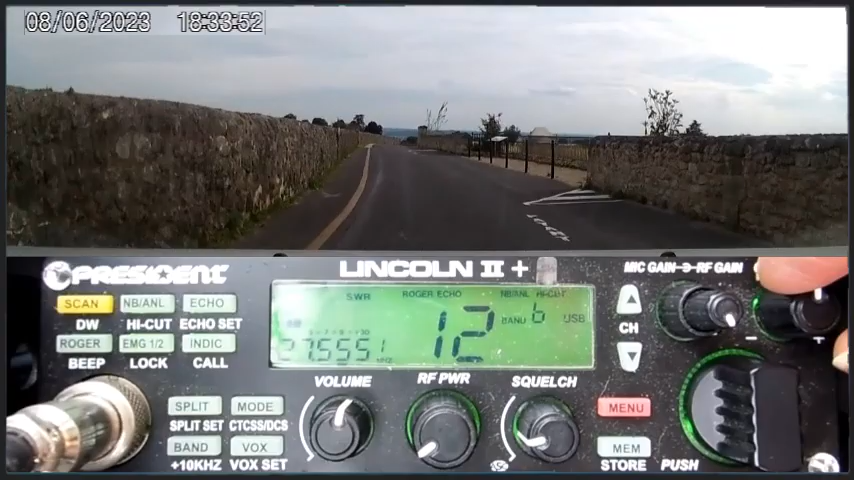 08/06/2023 18:33:52
PRESIDENT LINCOLN II + MIC GAIN RF GAIN
SCAN NB/ANL ECHO
DW HI-CUT ECHO SET
ROGER EMG 1/2 INDIC
BEEP LOCK CALL
SWR ROGER ECHO NB/ANL HI-CUT
12 BAND 6 USB
27.5551 MHz
CH
- +
VOLUME RF PWR SQUELCH
SPLIT MODE
SPLIT SET CTCSS/DCS
BAND VOX
+10KHZ VOX SET
MENU
MEM
STORE PUSH